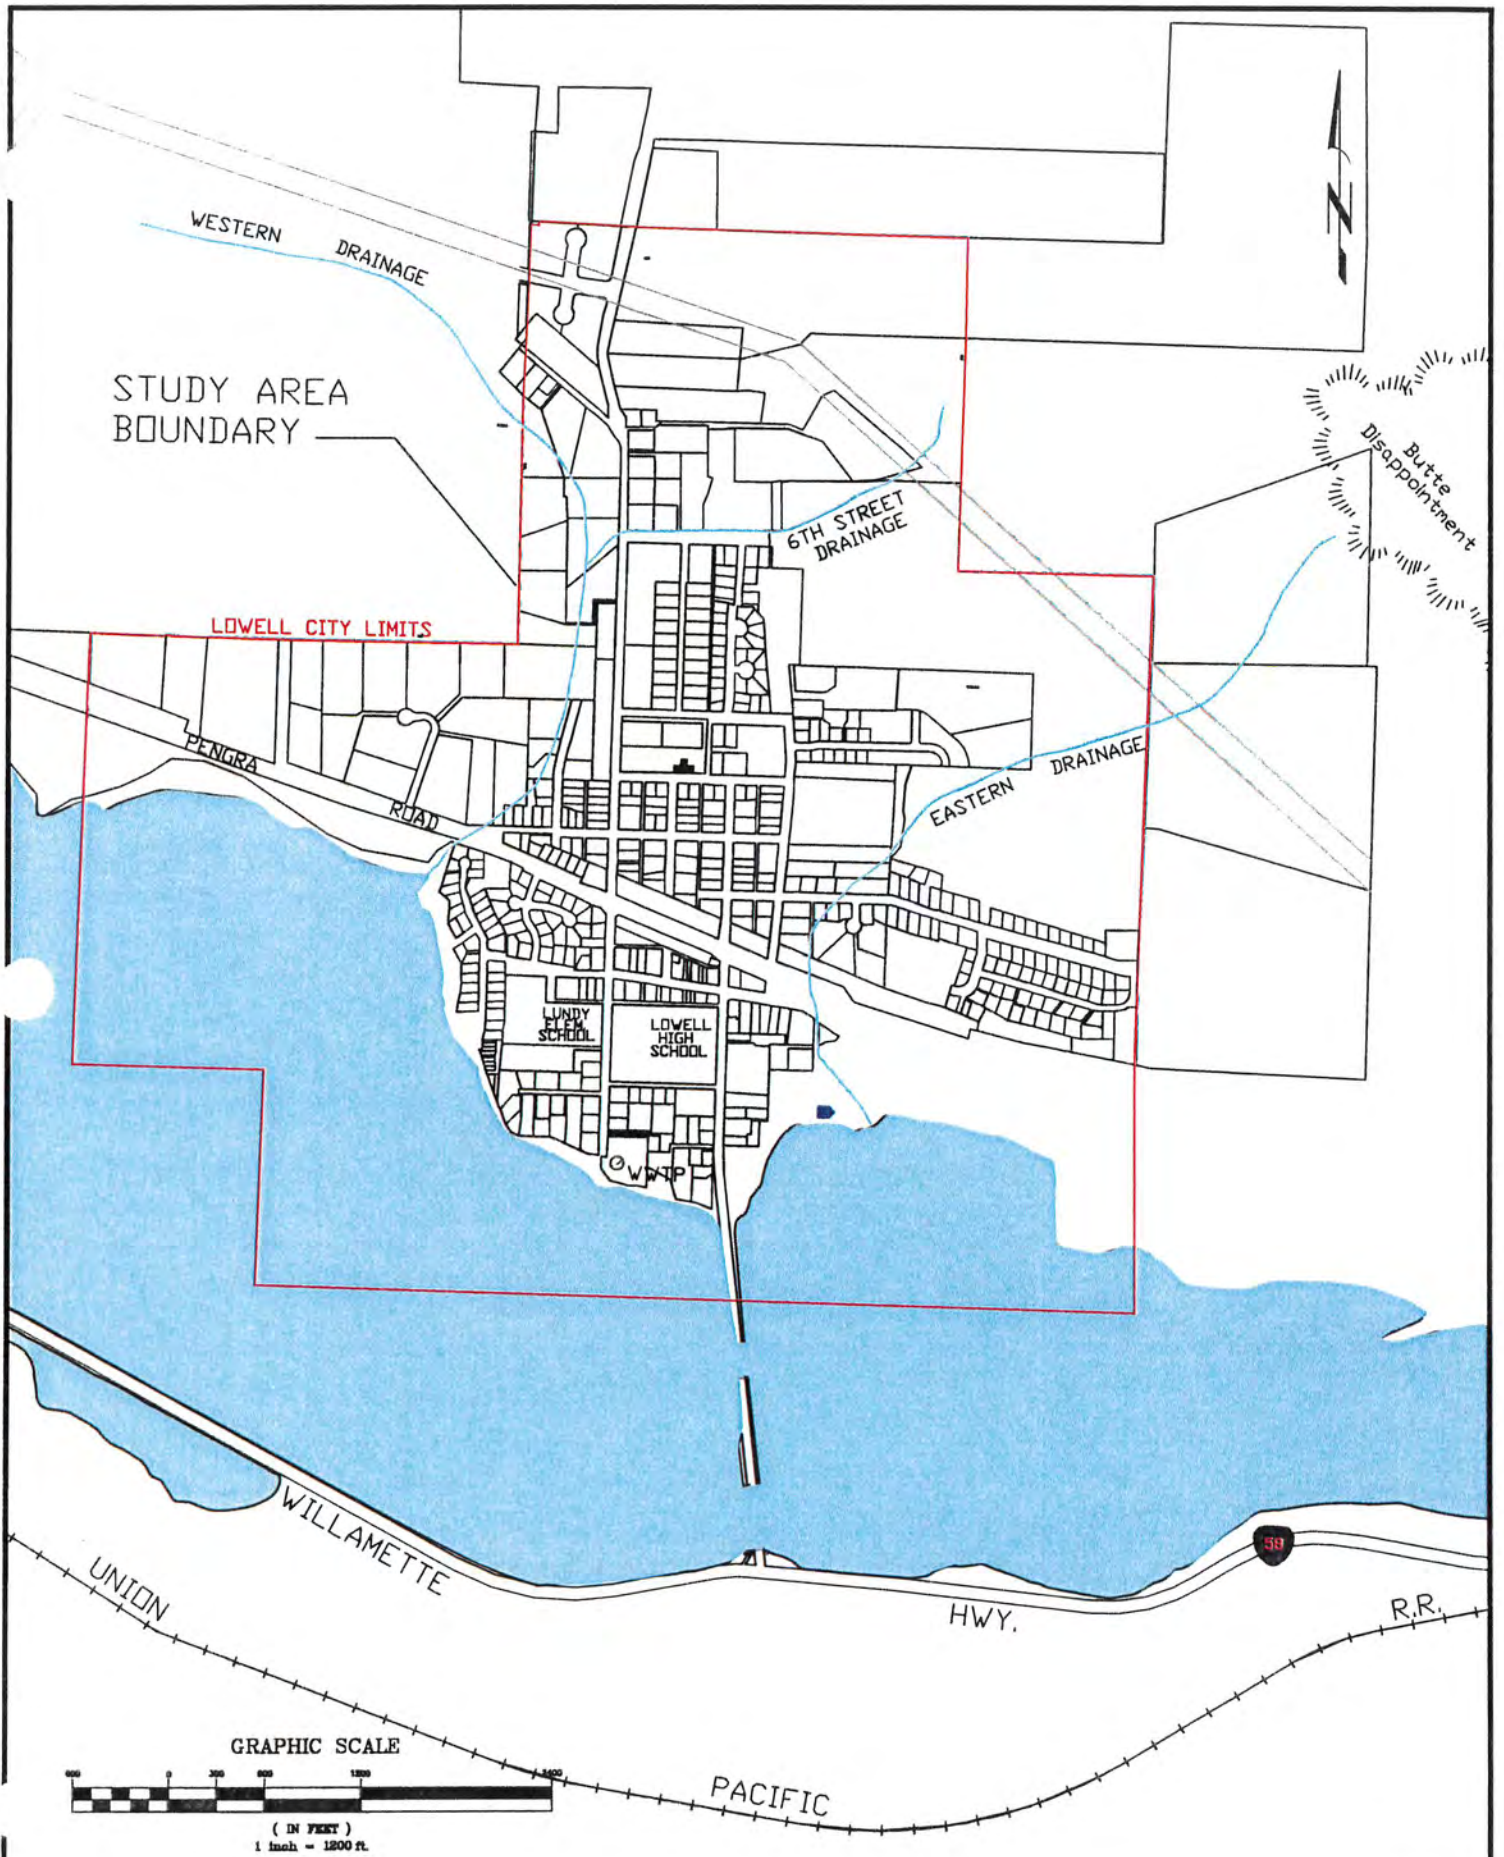 N
WESTERN DRAINAGE
STUDY AREA
BOUNDARY
Butte
Disappointment
6TH STREET
DRAINAGE
LOWELL CITY LIMITS
PENGRA ROAD
EASTERN DRAINAGE
LUNDY
ELEM.
SCHOOL
LOWELL
HIGH
SCHOOL
WWTP
WILLAMETTE HWY.
58
UNION PACIFIC R.R.
GRAPHIC SCALE
600 0 300 600 1200 2400
( IN FEET )
1 inch = 1200 ft.